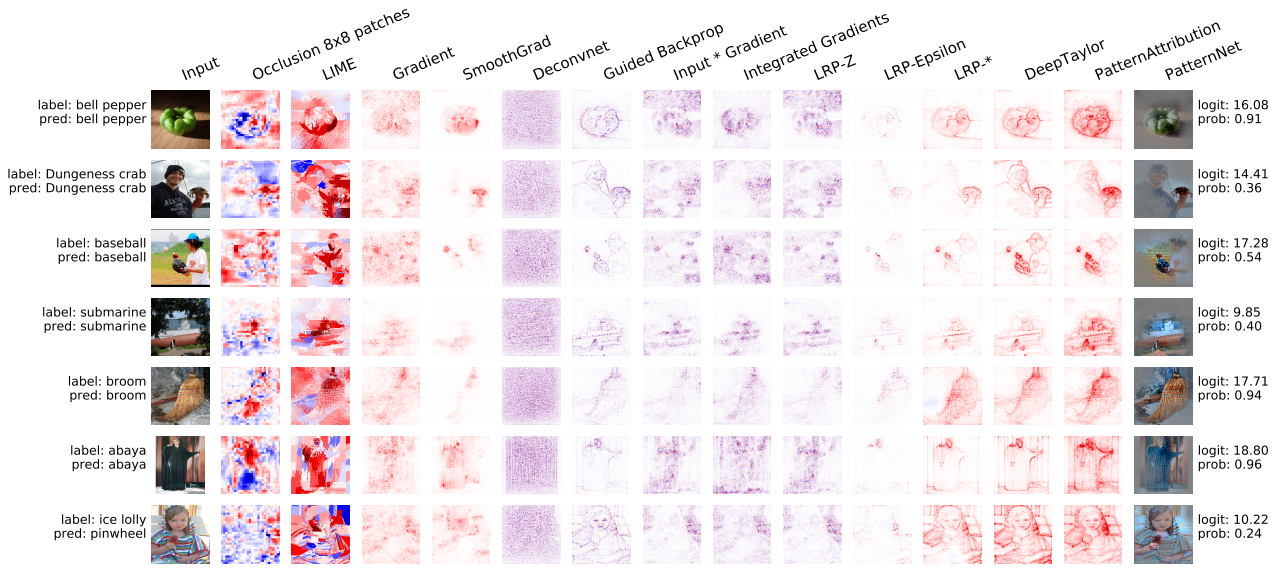 Input
Occlusion 8x8 patches
LIME
Gradient
SmoothGrad
Deconvnet
Guided Backprop
Input * Gradient
Integrated Gradients
LRP-Z
LRP-Epsilon
LRP-*
DeepTaylor
PatternAttribution
PatternNet
label: bell pepper
pred: bell pepper
logit: 16.08
prob: 0.91
label: Dungeness crab
pred: Dungeness crab
logit: 14.41
prob: 0.36
label: baseball
pred: baseball
logit: 17.28
prob: 0.54
label: submarine
pred: submarine
logit: 9.85
prob: 0.40
label: broom
pred: broom
logit: 17.71
prob: 0.94
label: abaya
pred: abaya
logit: 18.80
prob: 0.96
label: ice lolly
pred: pinwheel
logit: 10.22
prob: 0.24